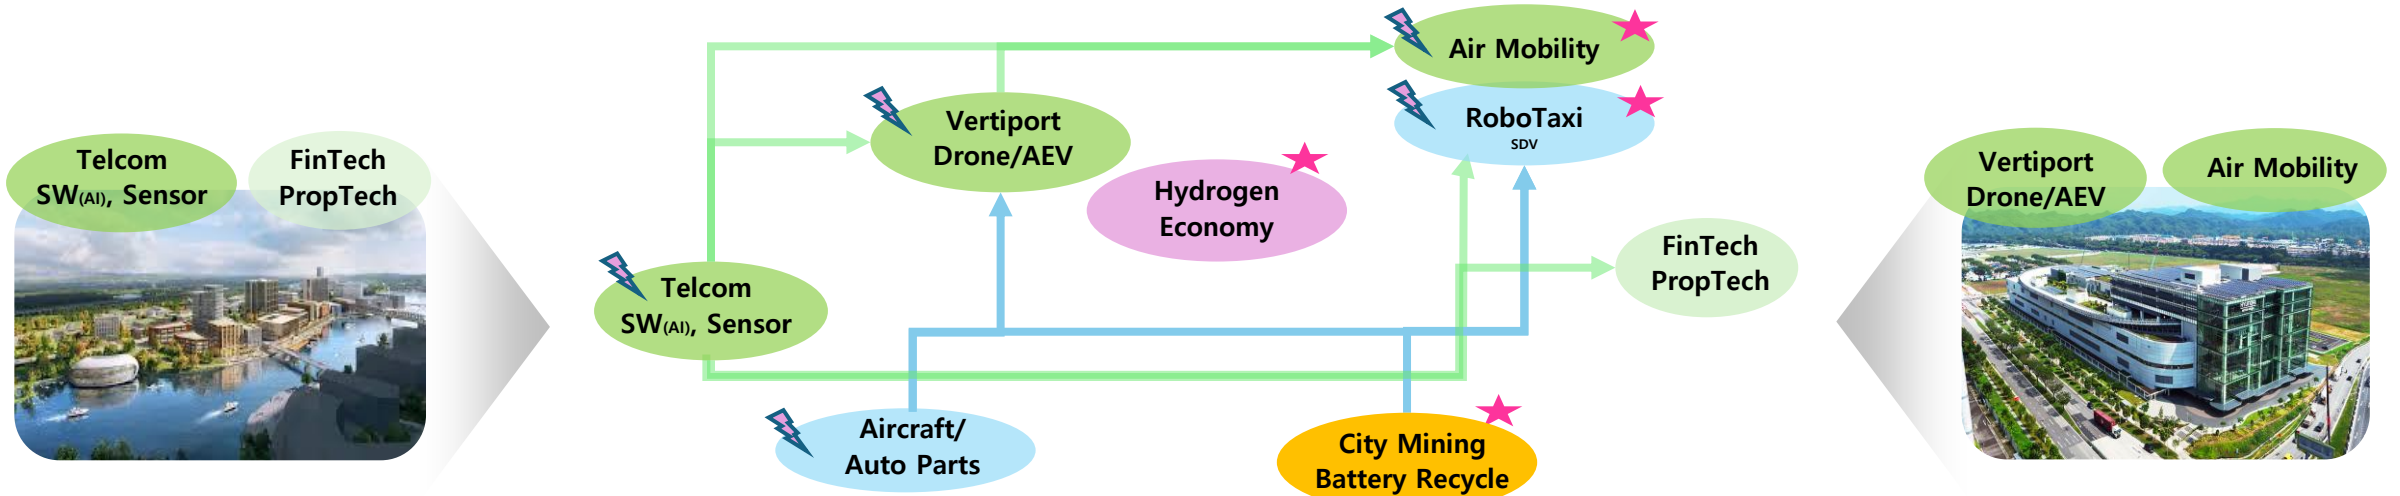 Telcom
SW(AI), Sensor
FinTech
PropTech
Air Mobility
RoboTaxi
SDV
Vertiport
Drone/AEV
Hydrogen
Economy
Telcom
SW(AI), Sensor
FinTech
PropTech
Aircraft/
Auto Parts
City Mining
Battery Recycle
Vertiport
Drone/AEV
Air Mobility